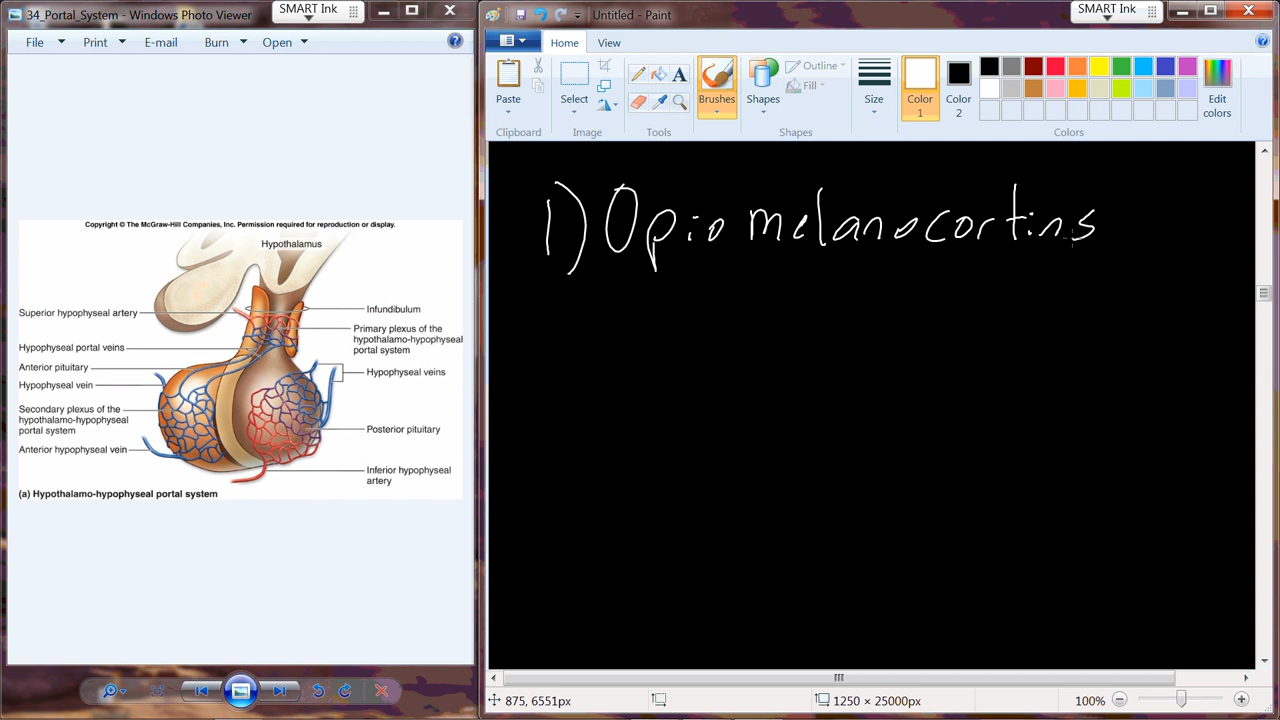 34_Portal_System - Windows Photo Viewer
SMART Ink
File Print E-mail Burn Open
Copyright © The McGraw-Hill Companies, Inc. Permission required for reproduction or display.
Hypothalamus
Superior hypophyseal artery
Hypophyseal portal veins
Anterior pituitary
Hypophyseal vein
Secondary plexus of the
hypothalamo-hypophyseal
portal system
Anterior hypophyseal vein
Infundibulum
Primary plexus of the
hypothalamo-hypophyseal
portal system
Hypophyseal veins
Posterior pituitary
Inferior hypophyseal
artery
(a) Hypothalamo-hypophyseal portal system
Untitled - Paint
SMART Ink
Home View
Paste
Clipboard
Select
Image
A
Tools
Brushes
Shapes
Outline
Fill
Shapes
Size
Color
1
Color
2
Edit
colors
Colors
1) Opiomelanocortins
875, 6551px
1250 × 25000px
100%